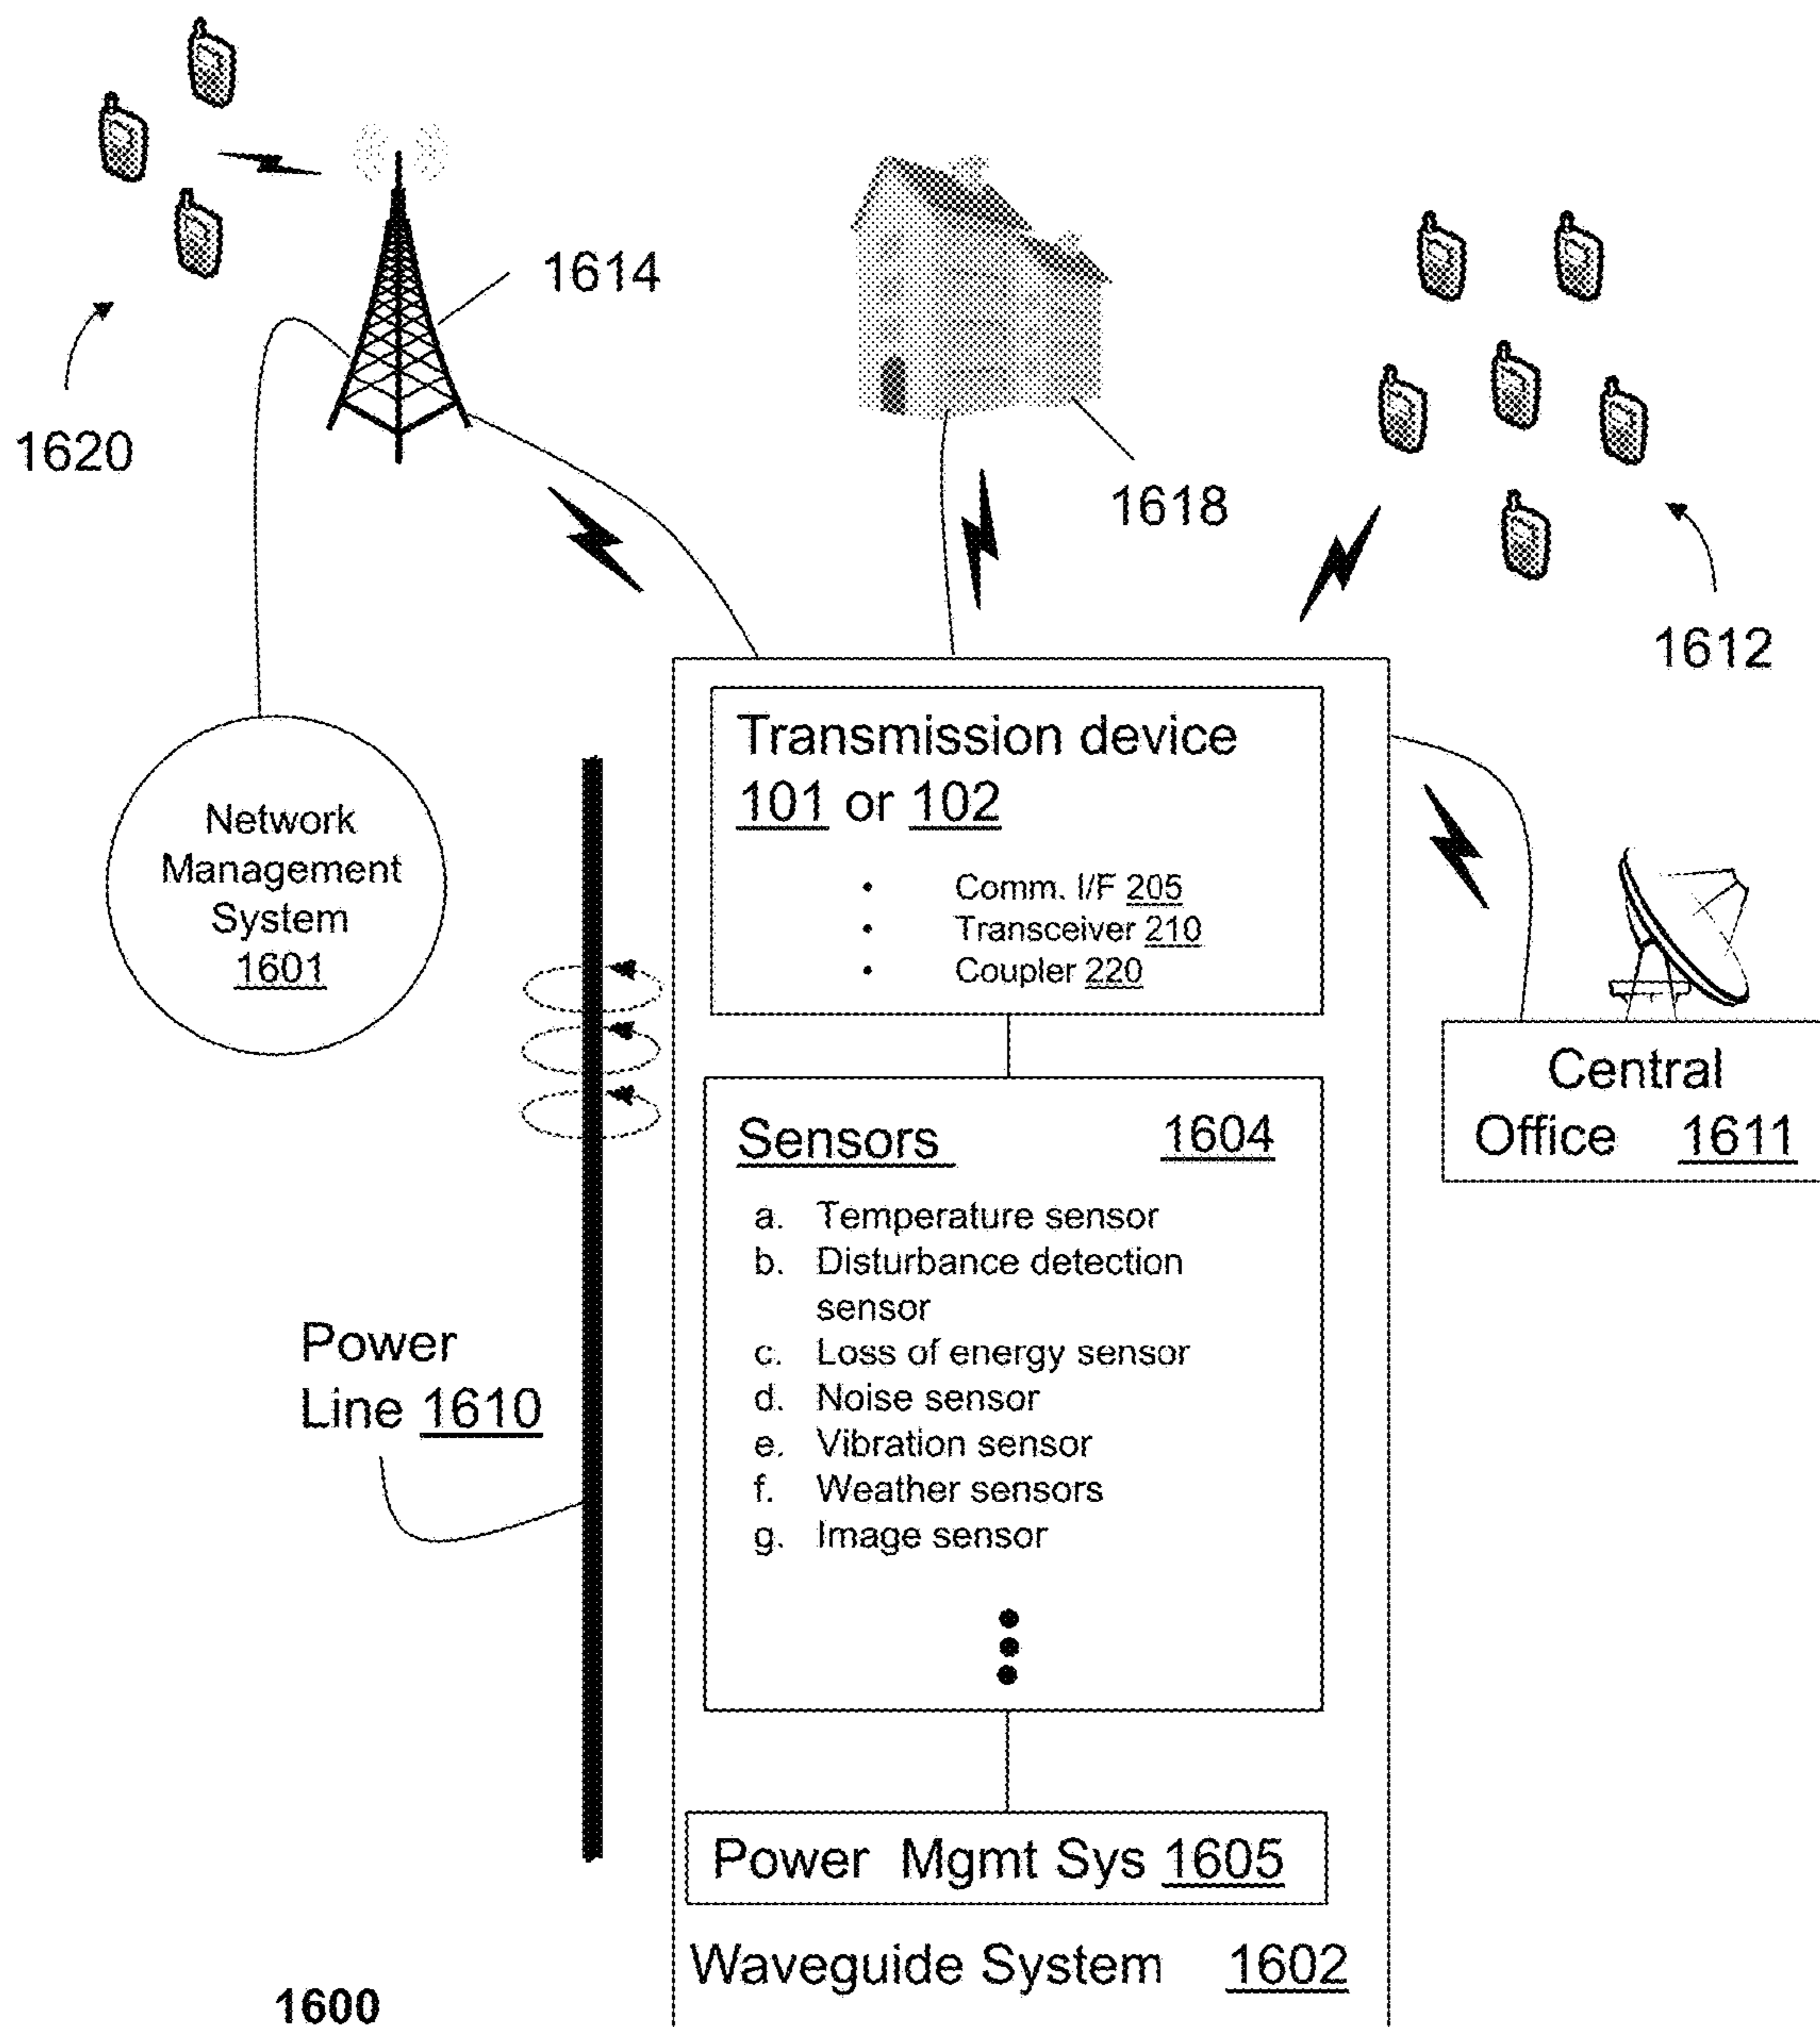 1614
1620
1618
1612
Network
Management
System
1601
Transmission device
101 or 102
• Comm. I/F 205
• Transceiver 210
• Coupler 220
Central
Office 1611
Sensors 1604
a. Temperature sensor
b. Disturbance detection
sensor
c. Loss of energy sensor
d. Noise sensor
e. Vibration sensor
f. Weather sensors
g. Image sensor
Power
Line 1610
Power Mgmt Sys 1605
Waveguide System 1602
1600